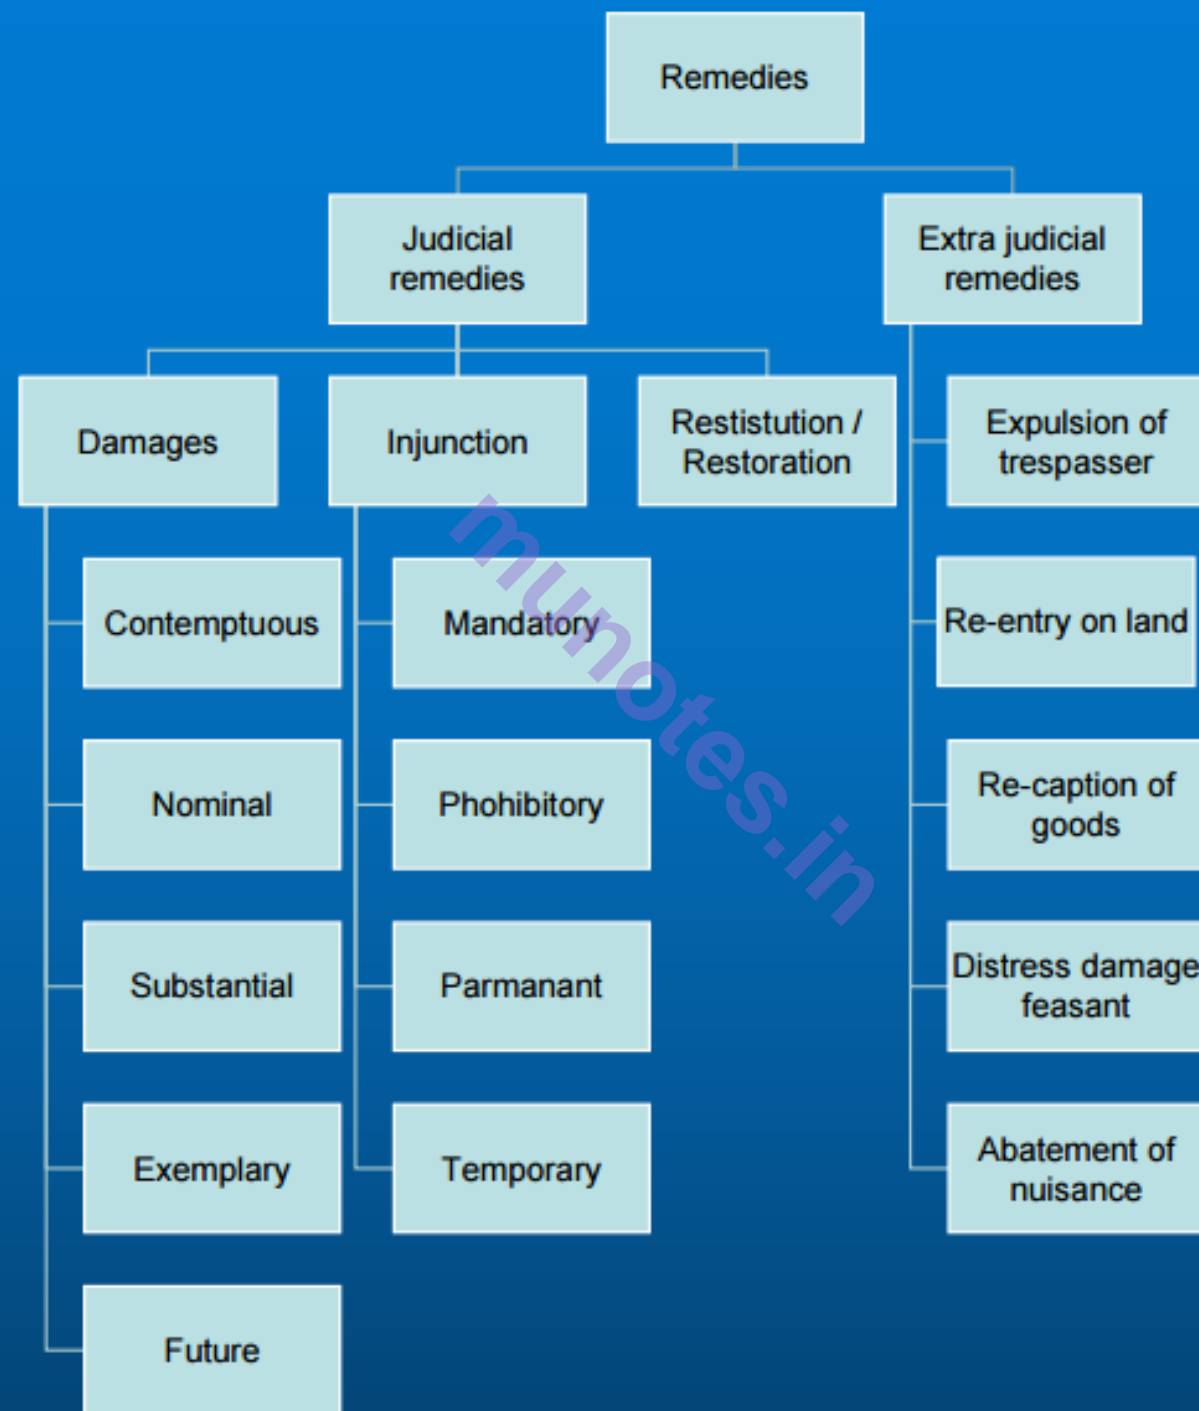 Remedies
Judicial
remedies
Extra judicial
remedies
Damages
Injunction
Restistution /
Restoration
Expulsion of
trespasser
Contemptuous
Mandatory
Re-entry on land
Nominal
Phohibitory
Re-caption of
goods
Substantial
Parmanant
Distress damage
feasant
Exemplary
Temporary
Abatement of
nuisance
Future
munotes.in